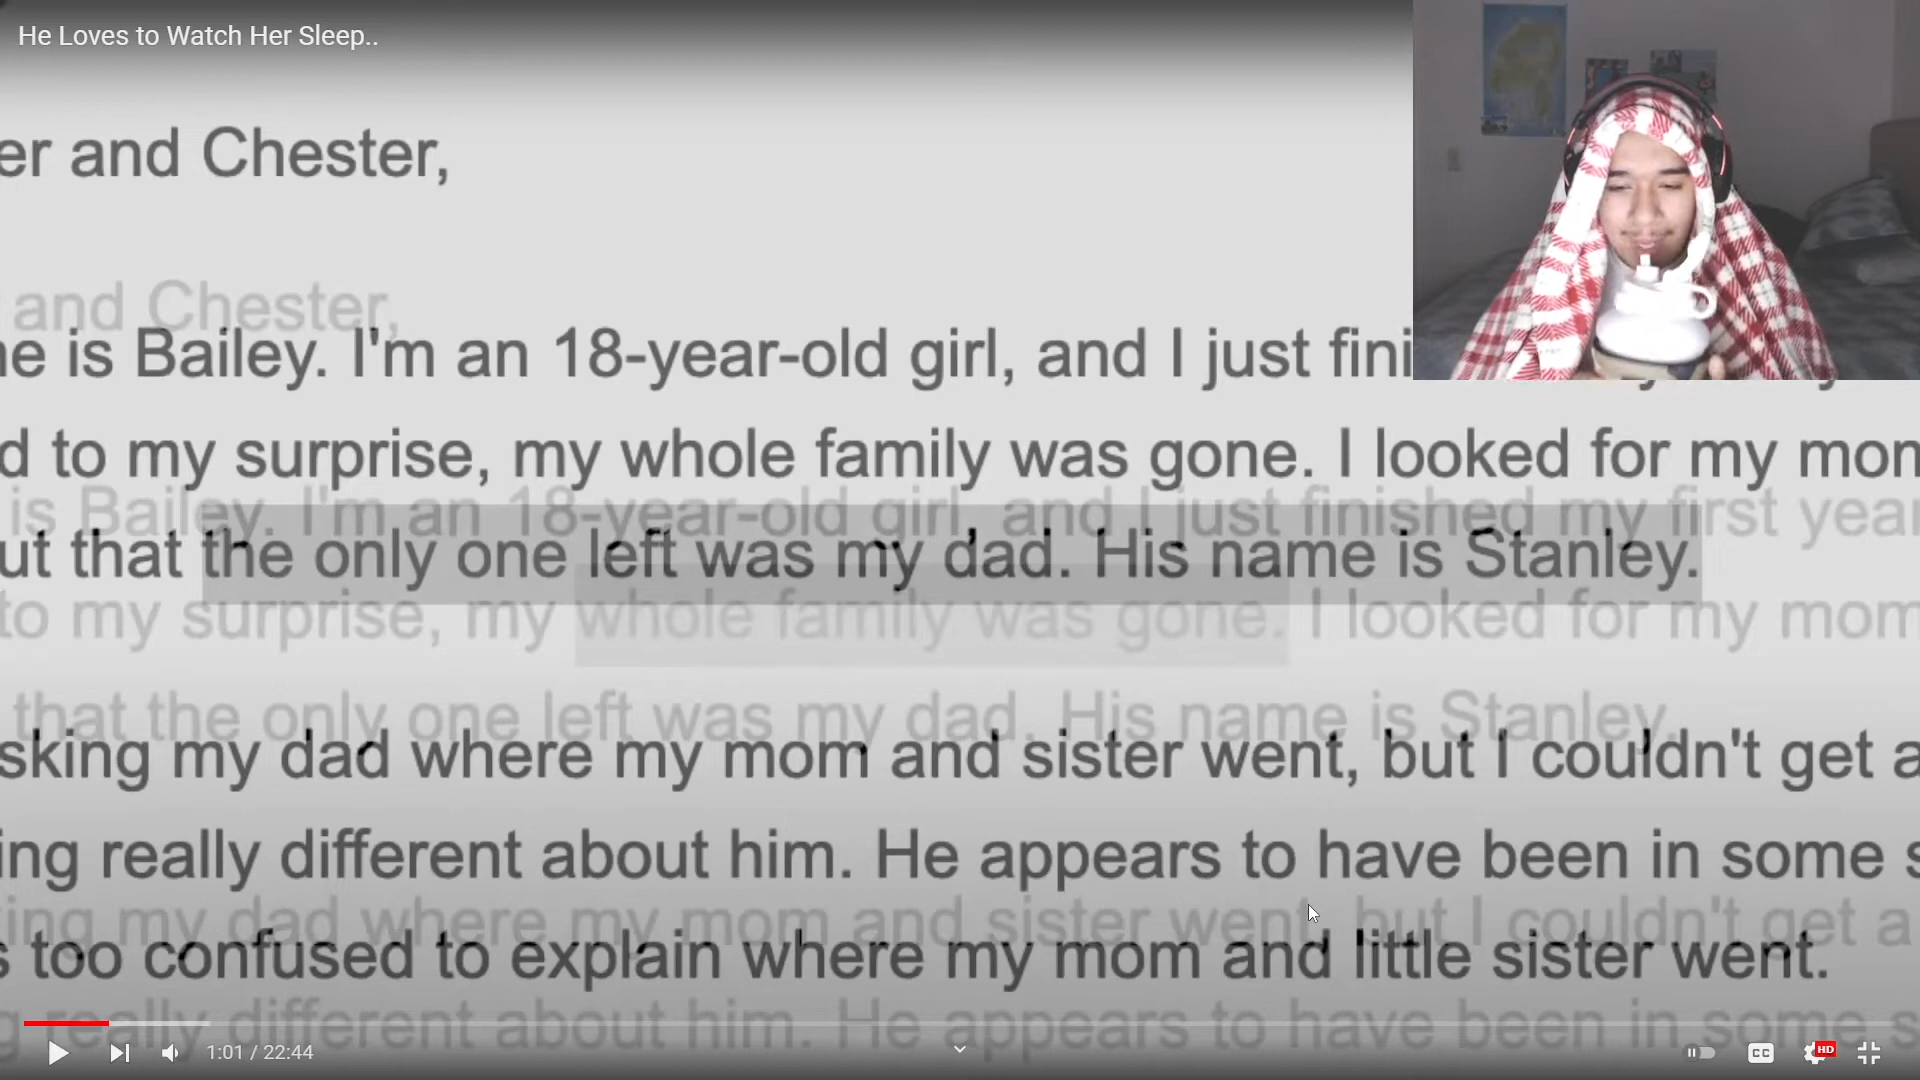 He Loves to Watch Her Sleep..
er and Chester,
and Chester,
is Bailey. I'm an 18-year-old girl, and I just
is Bailey. I'm an 18-year-old girl, and I just finished my first year
to my surprise, my whole family was gone. I looked for my mom
to my surprise, my whole family was gone. I looked for my mom
that the only one left was my dad. His name is Stanley.
that the only one left was my dad. His name is Stanley.
my dad where my mom and sister went, but I couldn't get a
my dad where my mom and sister went, but I couldn't get a
really different about him. He appears to have been in some s
really different about him. He appears to have been in some s
too confused to explain where my mom and little sister went.
1:01 / 22:44
CC
HD